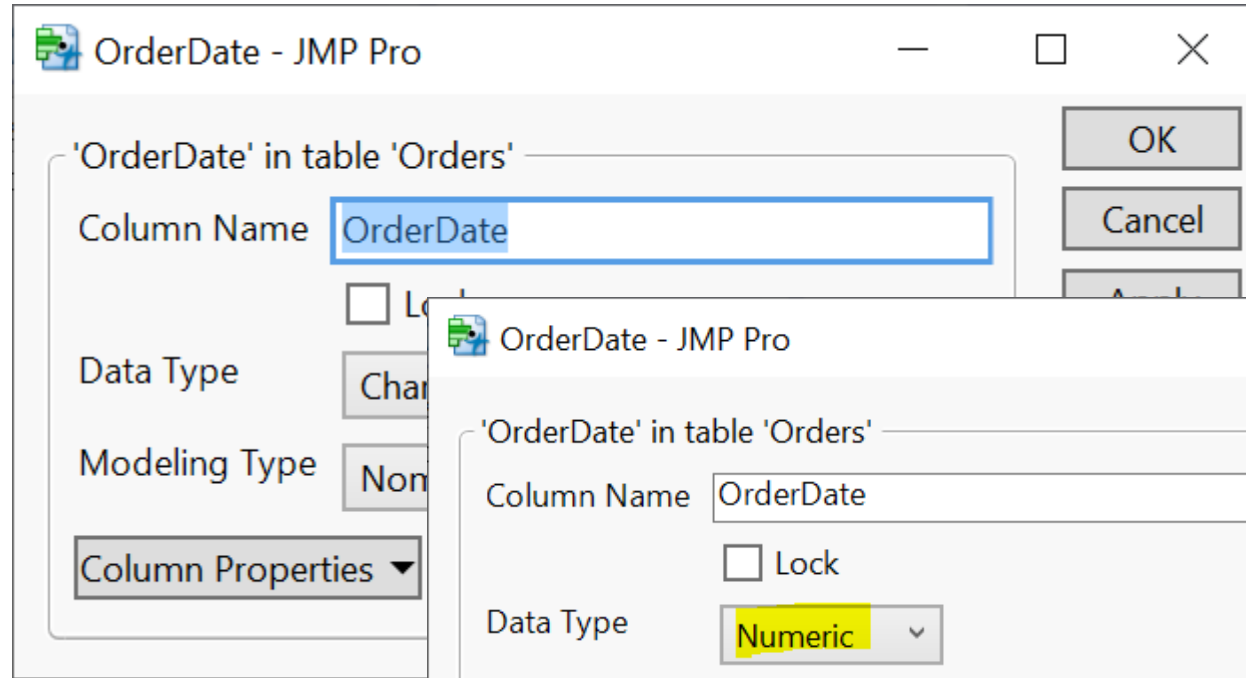 OrderDate - JMP Pro
'OrderDate' in table 'Orders'
OK
Column Name OrderDate
Cancel
Data Type
Modeling Type
Column Properties
OrderDate - JMP Pro
'OrderDate' in table 'Orders'
Column Name OrderDate
Lock
Data Type Numeric